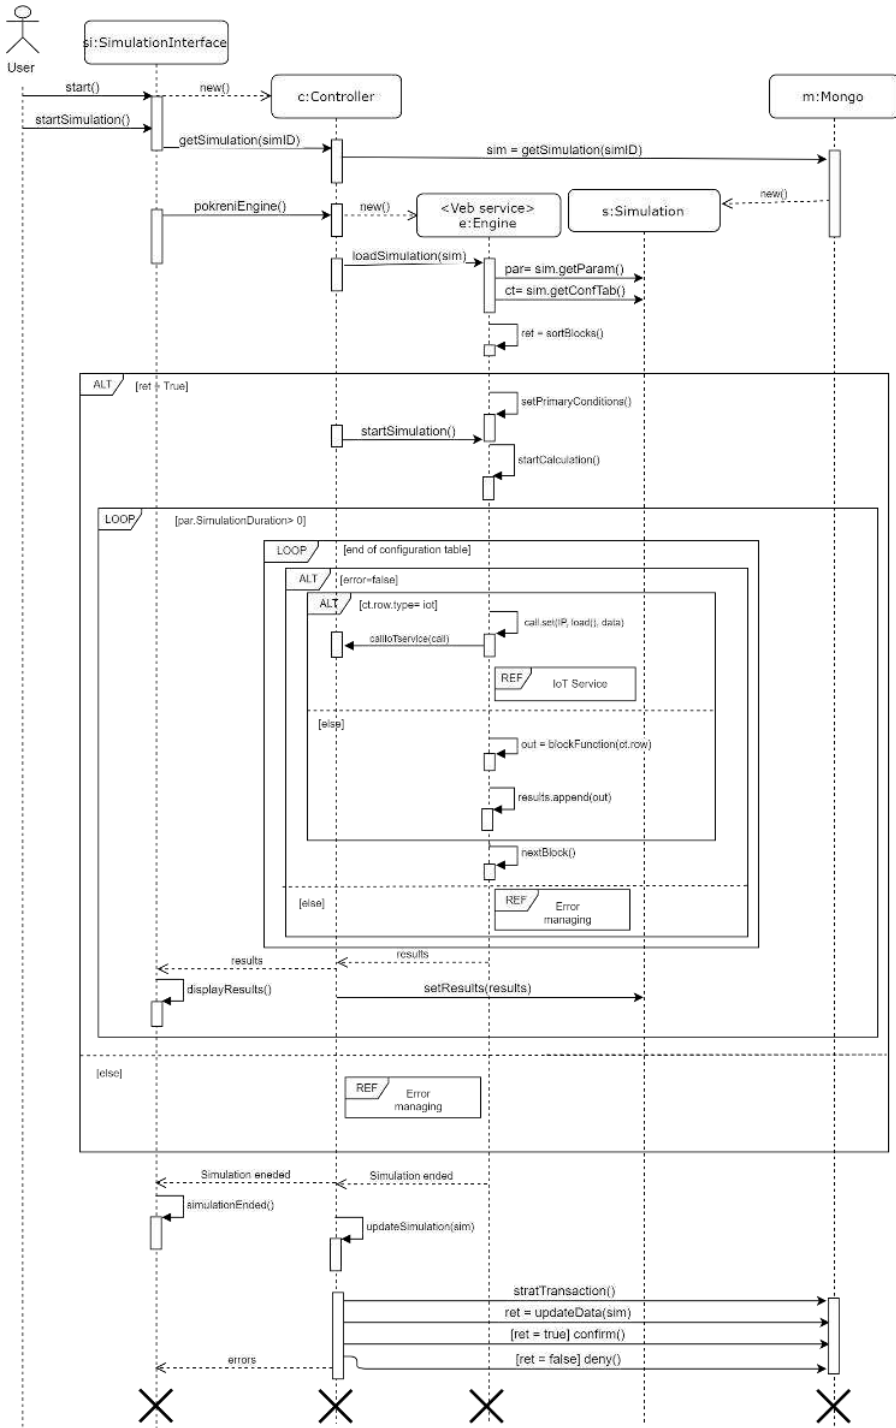 si:SimulationInterface
User
start()
new()
c:Controller
m:Mongo
startSimulation()
getSimulation(simID)
sim = getSimulation(simID)
new()
pokreniEngine()
new()
<Veb service>
e:Engine
s:Simulation
loadSimulation(sim)
par= sim.getParam()
ct= sim.getConfTab()
ret = sortBlocks()
ALT
[ret = True]
setPrimaryConditions()
startSimulation()
startCalculation()
LOOP
[par.SimulationDuration> 0]
LOOP
[end of configuration table]
ALT
[error=false]
ALT
[ct.row.type= iot]
call.set(IP, load(), data)
callIoTservice(call)
REF
IoT Service
[else]
out = blockFunction(ct.row)
results.append(out)
nextBlock()
[else]
REF
Error
managing
results
results
displayResults()
setResults(results)
[else]
REF
Error
managing
Simulation eneded
Simulation ended
simulationEnded()
updateSimulation(sim)
stratTransaction()
ret = updateData(sim)
[ret = true] confirm()
errors
[ret = false] deny()